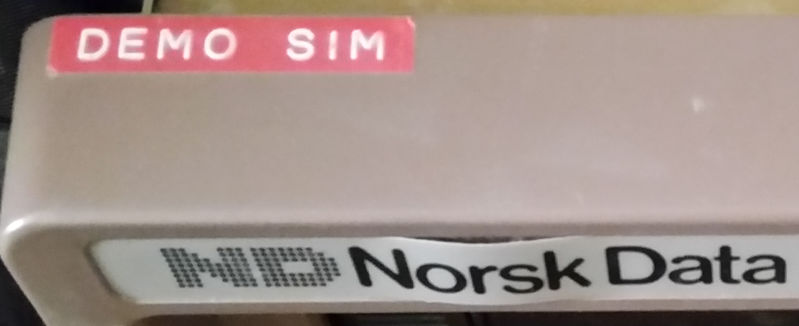 DEMO SIM
ND Norsk Data